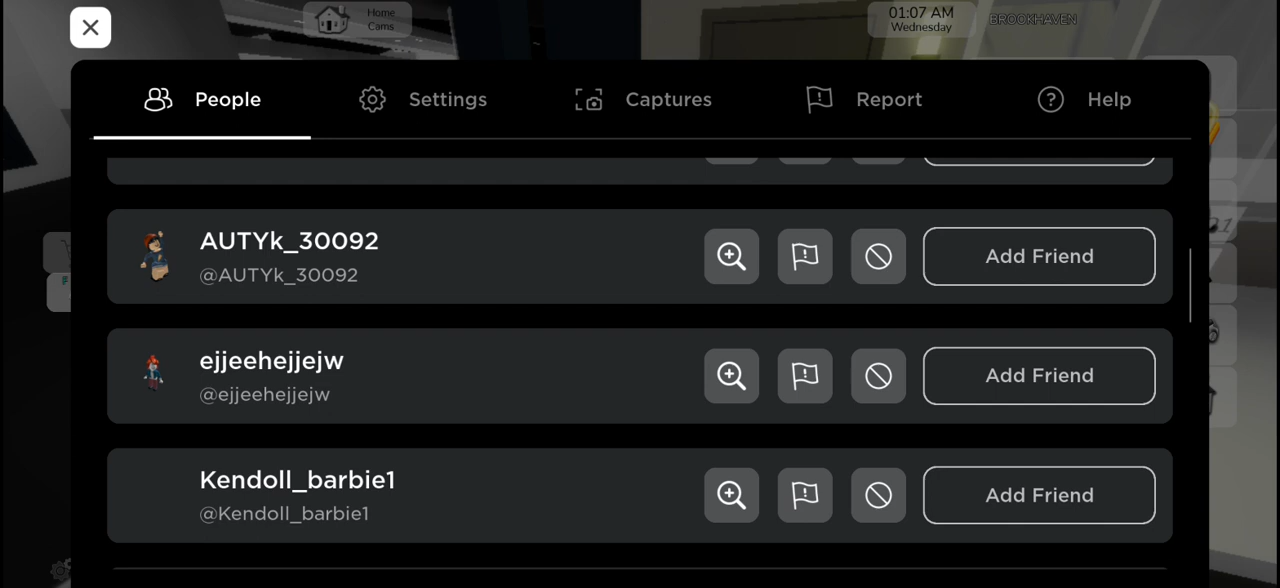 Home
Cams
01:07 AM
Wednesday
BROOKHAVEN
People
Settings
Captures
Report
Help
AUTYk_30092
@AUTYk_30092
Add Friend
ejjeehejjejw
@ejjeehejjejw
Add Friend
Kendoll_barbie1
@Kendoll_barbie1
Add Friend